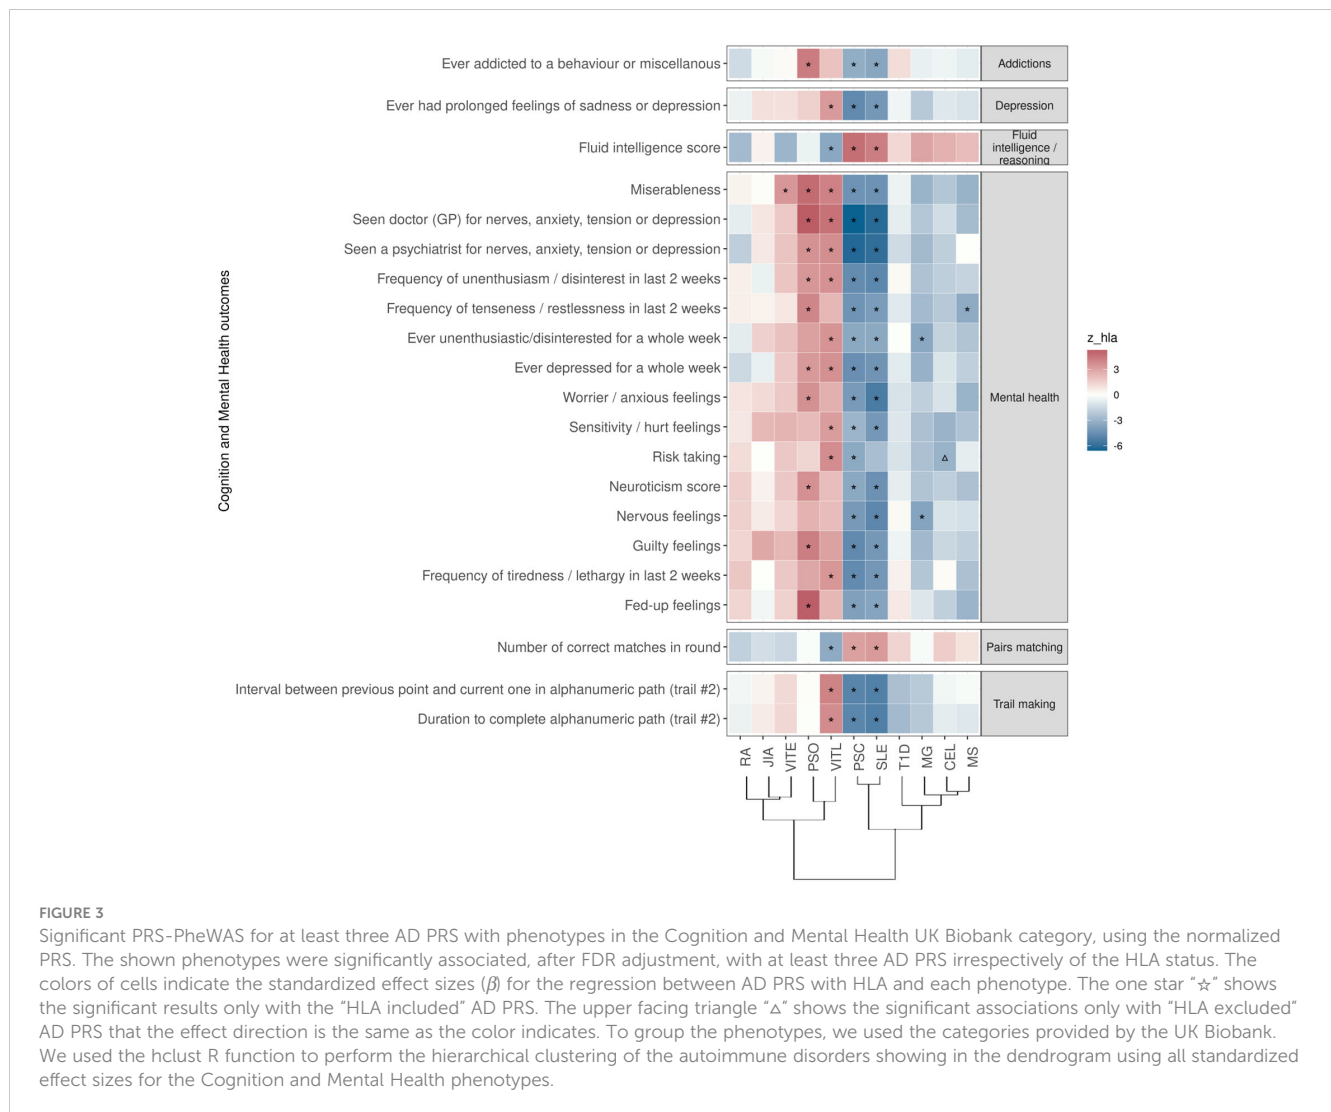 Ever addicted to a behaviour or miscellanous
Addictions
Ever had prolonged feelings of sadness or depression
Depression
Fluid intelligence score
Fluid
intelligence /
reasoning
Cognition and Mental Health outcomes
Miserableness
Seen doctor (GP) for nerves, anxiety, tension or depression
Seen a psychiatrist for nerves, anxiety, tension or depression
Frequency of unenthusiasm / disinterest in last 2 weeks
Frequency of tenseness / restlessness in last 2 weeks
Ever unenthusiastic/disinterested for a whole week
Ever depressed for a whole week
Worrier / anxious feelings
Sensitivity / hurt feelings
Risk taking
Neuroticism score
Nervous feelings
Guilty feelings
Frequency of tiredness / lethargy in last 2 weeks
Fed-up feelings
Mental health
z_hla
3
0
-3
-6
Number of correct matches in round
Pairs matching
Interval between previous point and current one in alphanumeric path (trail #2)
Duration to complete alphanumeric path (trail #2)
Trail making
RA
JIA
VITE
PSO
VITL
PSC
SLE
T1D
MG
CEL
MS
FIGURE 3
Significant PRS-PheWAS for at least three AD PRS with phenotypes in the Cognition and Mental Health UK Biobank category, using the normalized
PRS. The shown phenotypes were significantly associated, after FDR adjustment, with at least three AD PRS irrespectively of the HLA status. The
colors of cells indicate the standardized effect sizes (β) for the regression between AD PRS with HLA and each phenotype. The one star “☆” shows
the significant results only with the “HLA included” AD PRS. The upper facing triangle “△” shows the significant associations only with “HLA excluded”
AD PRS that the effect direction is the same as the color indicates. To group the phenotypes, we used the categories provided by the UK Biobank.
We used the hclust R function to perform the hierarchical clustering of the autoimmune disorders showing in the dendrogram using all standardized
effect sizes for the Cognition and Mental Health phenotypes.